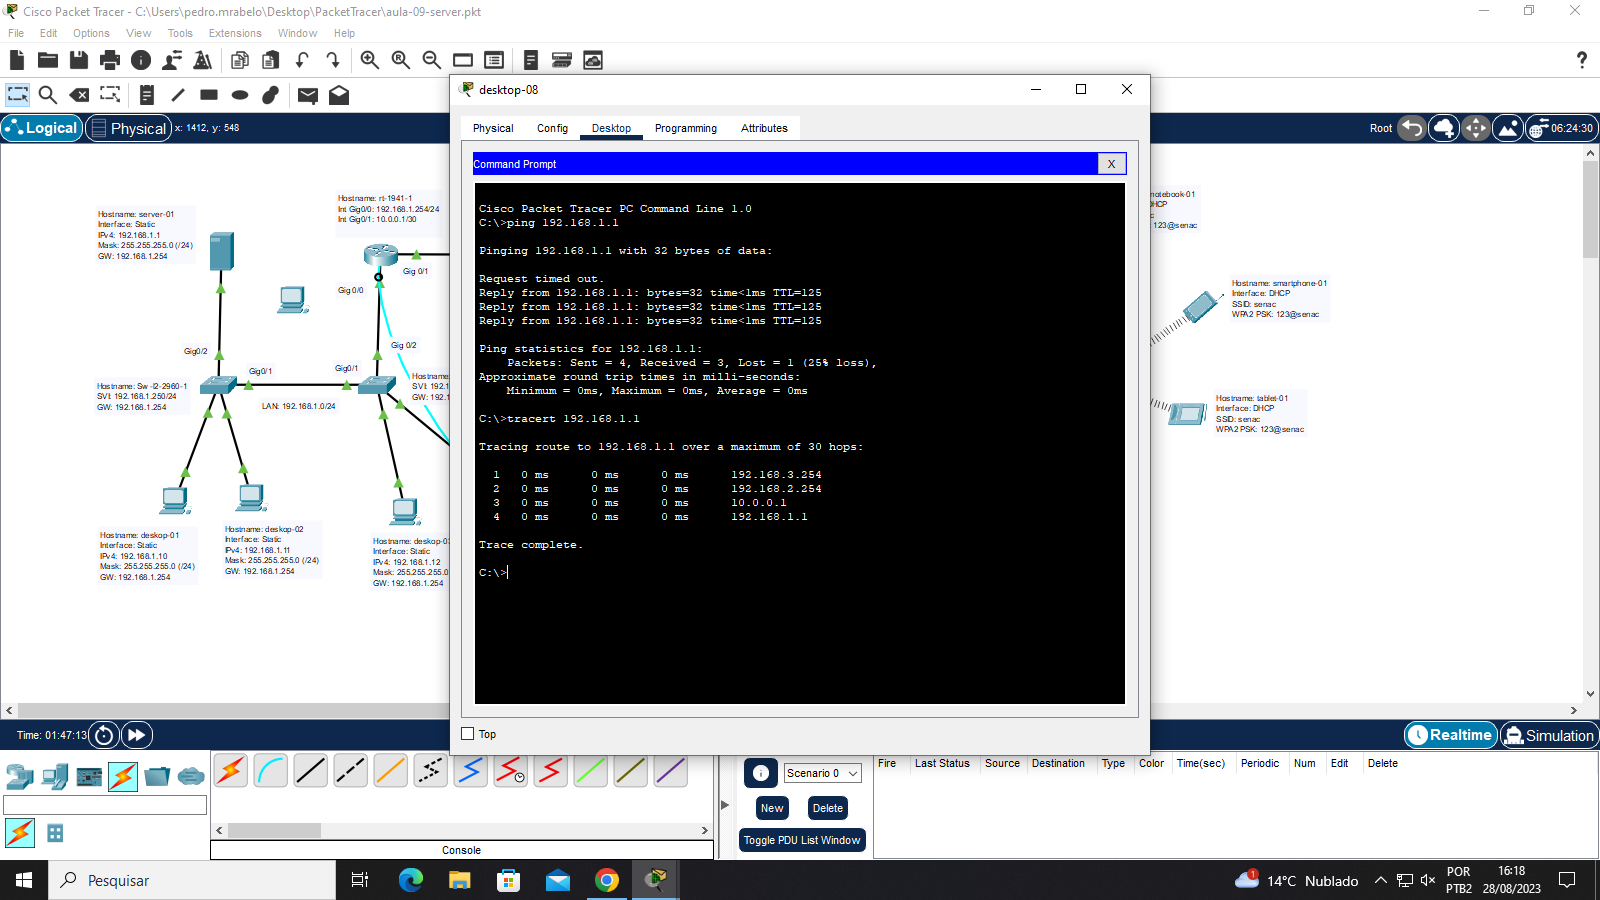 Cisco Packet Tracer - C:\Users\pedro.mrabelo\Desktop\PacketTracer\aula-09-server.pkt
File Edit Options View Tools Extensions Window Help
?
Logical Physical x: 1412, y: 548
Root 06:24:30
desktop-08
Physical Config Desktop Programming Attributes
Command Prompt X
Cisco Packet Tracer PC Command Line 1.0
C:\>ping 192.168.1.1
Pinging 192.168.1.1 with 32 bytes of data:
Request timed out.
Reply from 192.168.1.1: bytes=32 time<1ms TTL=125
Reply from 192.168.1.1: bytes=32 time<1ms TTL=125
Reply from 192.168.1.1: bytes=32 time<1ms TTL=125
Ping statistics for 192.168.1.1:
Packets: Sent = 4, Received = 3, Lost = 1 (25% loss),
Approximate round trip times in milli-seconds:
Minimum = 0ms, Maximum = 0ms, Average = 0ms
C:\>tracert 192.168.1.1
Tracing route to 192.168.1.1 over a maximum of 30 hops:
1 0 ms 0 ms 0 ms 192.168.3.254
2 0 ms 0 ms 0 ms 192.168.2.254
3 0 ms 0 ms 0 ms 10.0.0.1
4 0 ms 0 ms 0 ms 192.168.1.1
Trace complete.
C:\>
Top
Hostname: server-01
Interface: Static
IPv4: 192.168.1.1
Mask: 255.255.255.0 (/24)
GW: 192.168.1.254
Hostname: rt-1941-1
Int Gig0/0: 192.168.1.254/24
Int Gig0/1: 10.0.0.1/30
Gig 0/1
Gig 0/0
Gig0/2
Gig 0/2
Gig0/1
Gig0/1
Hostname: Sw-l2-2960-1
SVI: 192.168.1.250/24
GW: 192.168.1.254
LAN: 192.168.1.0/24
Hostname:
SVI: 192.1
GW: 192.1
Hostname: deskop-01
Interface: Static
IPv4: 192.168.1.10
Mask: 255.255.255.0 (/24)
GW: 192.168.1.254
Hostname: deskop-02
Interface: Static
IPv4: 192.168.1.11
Mask: 255.255.255.0 (/24)
GW: 192.168.1.254
Hostname: deskop-0
Interface: Static
IPv4: 192.168.1.12
Mask: 255.255.255.0
GW: 192.168.1.254
notebook-01
HCP
c
123@senac
Hostname: smartphone-01
Interface: DHCP
SSID: senac
WPA2 PSK: 123@senac
Hostname: tablet-01
Interface: DHCP
SSID: senac
WPA2 PSK: 123@senac
Time: 01:47:13
Realtime Simulation
Scenario 0
New Delete
Toggle PDU List Window
Fire Last Status Source Destination Type Color Time(sec) Periodic Num Edit Delete
Console
Pesquisar
1
14°C Nublado
POR
PTB2
16:18
28/08/2023